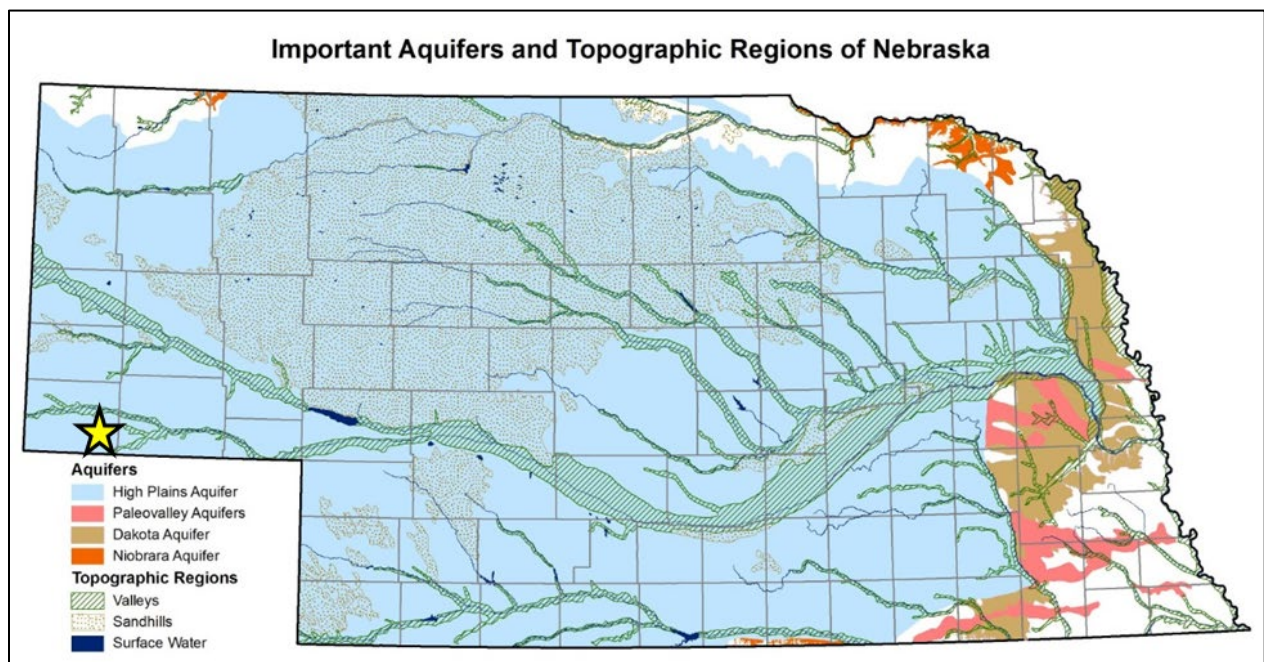 Important Aquifers and Topographic Regions of Nebraska
Aquifers
High Plains Aquifer
Paleovalley Aquifers
Dakota Aquifer
Niobrara Aquifer
Topographic Regions
Valleys
Sandhills
Surface Water